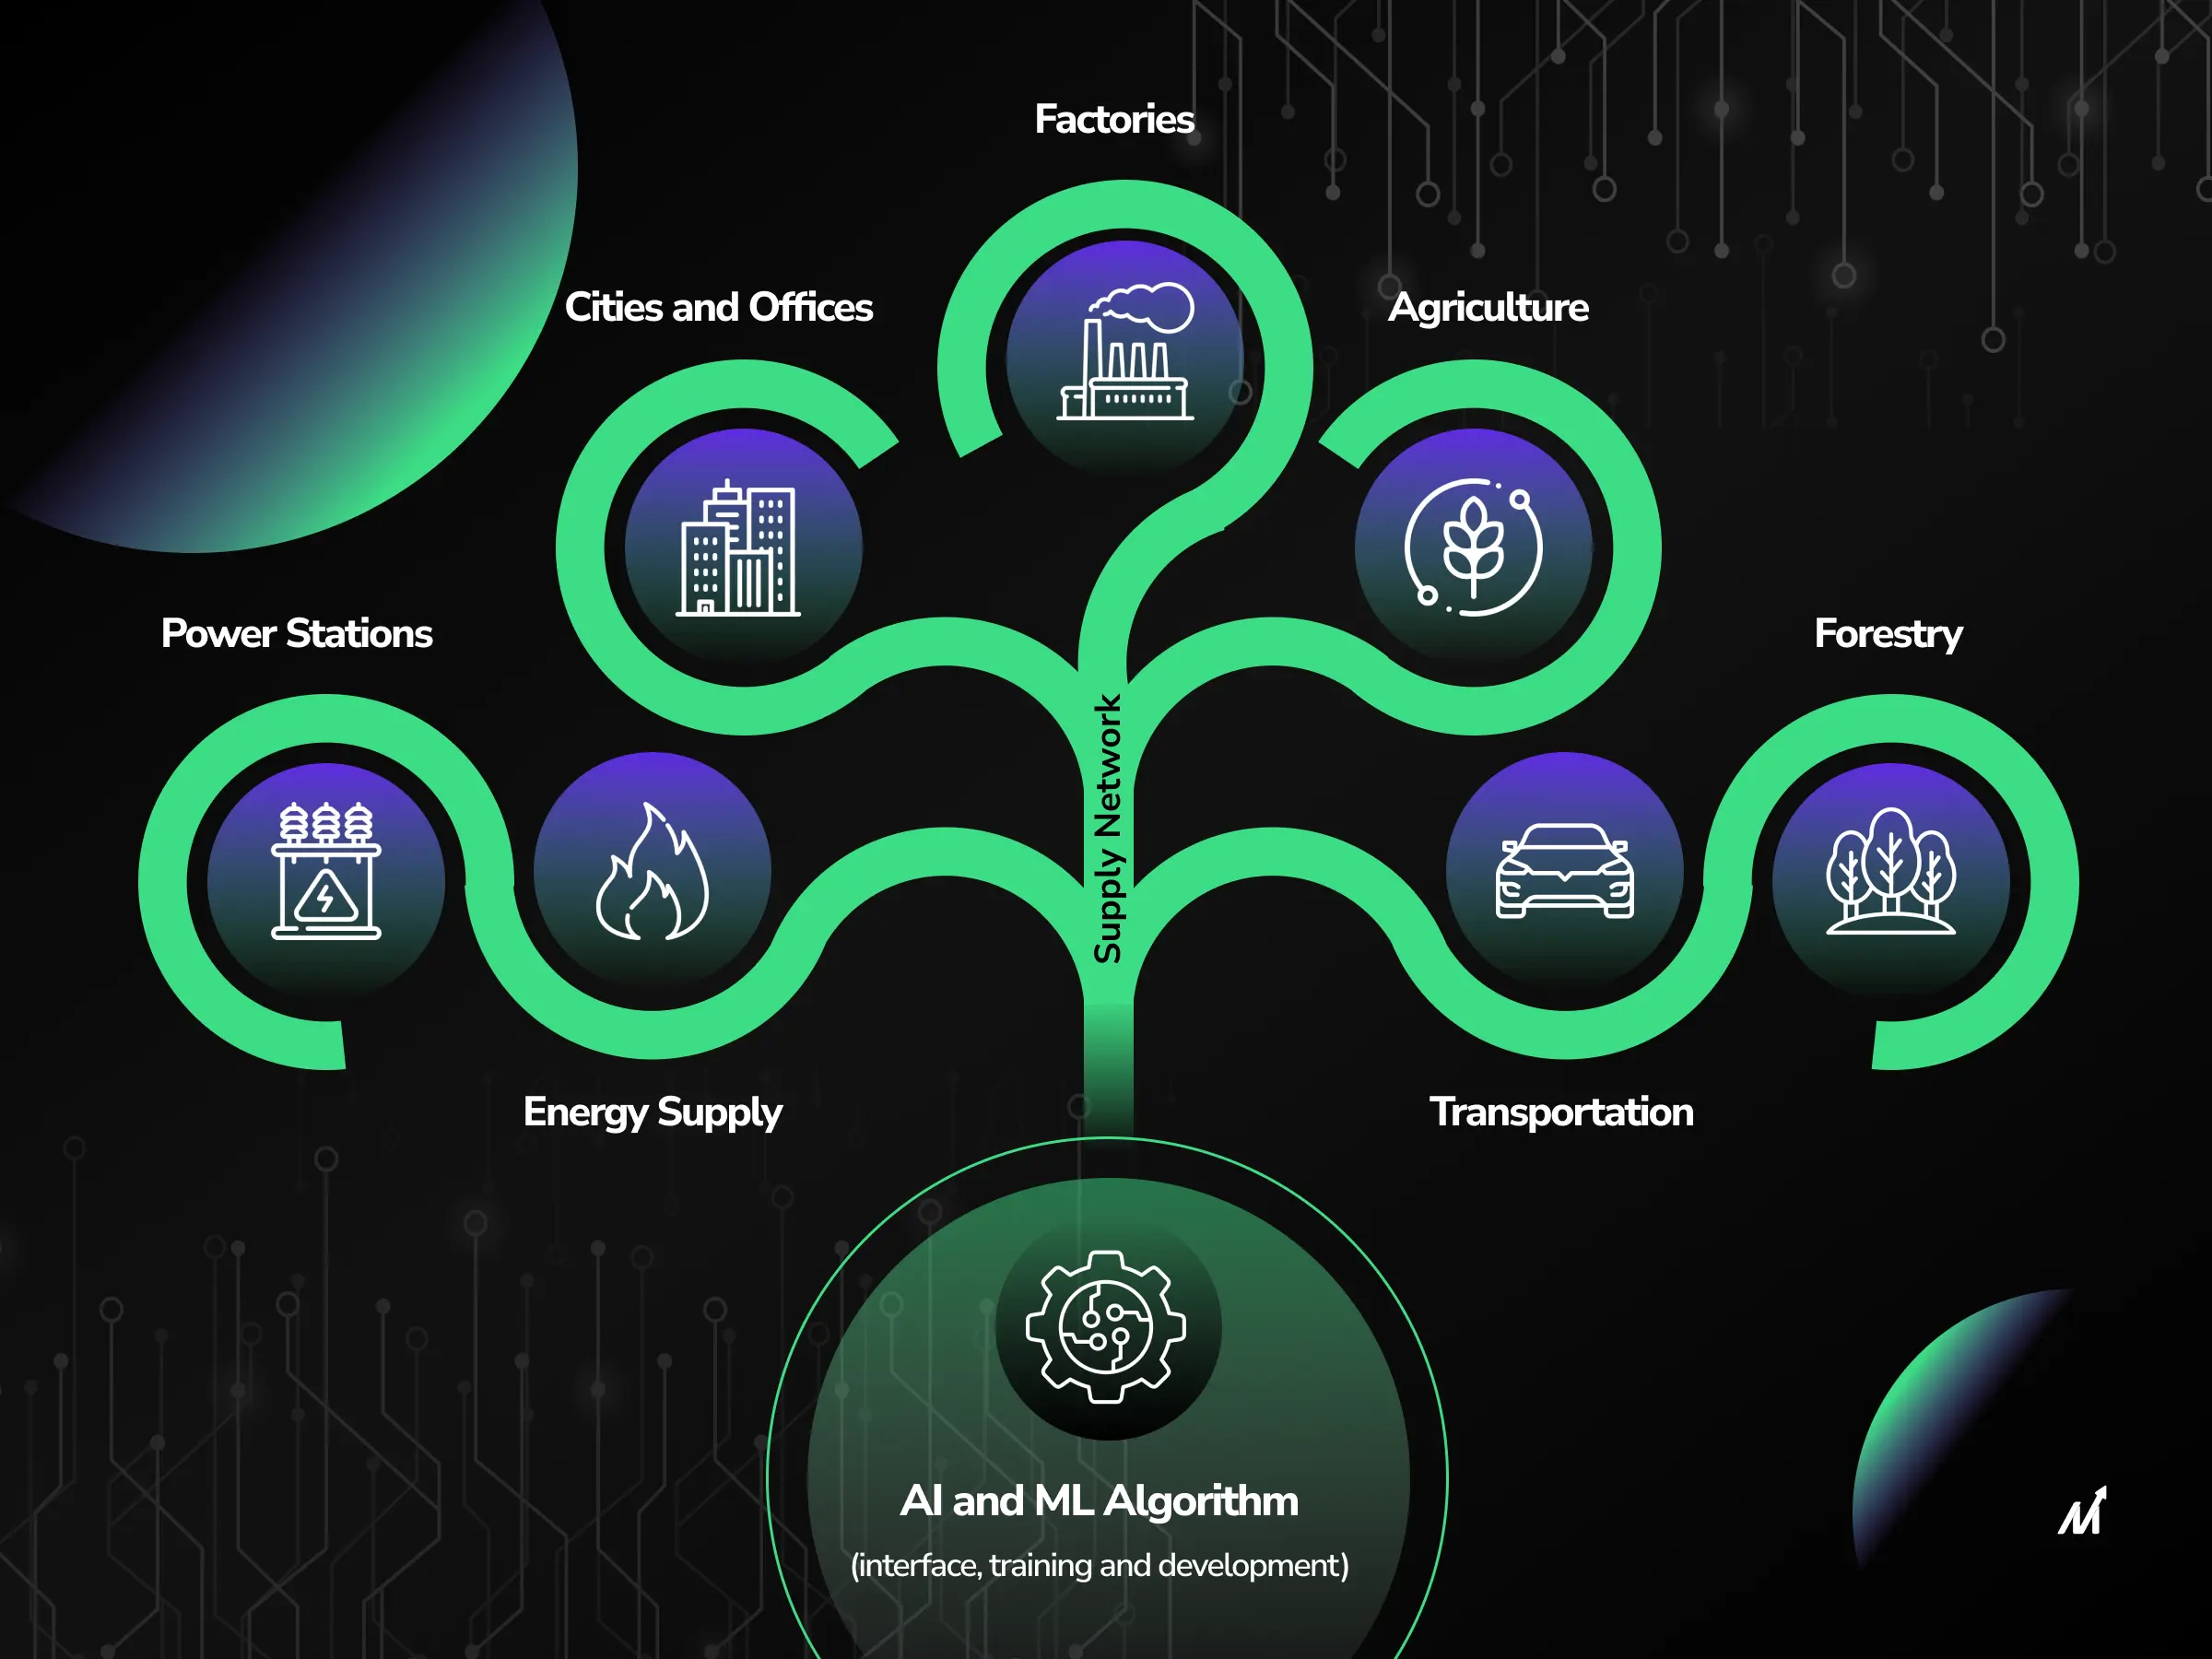 Factories
Cities and Offices
Agriculture
Power Stations
Forestry
Supply Network
Energy Supply
Transportation
AI and ML Algorithm
(interface, training and development)